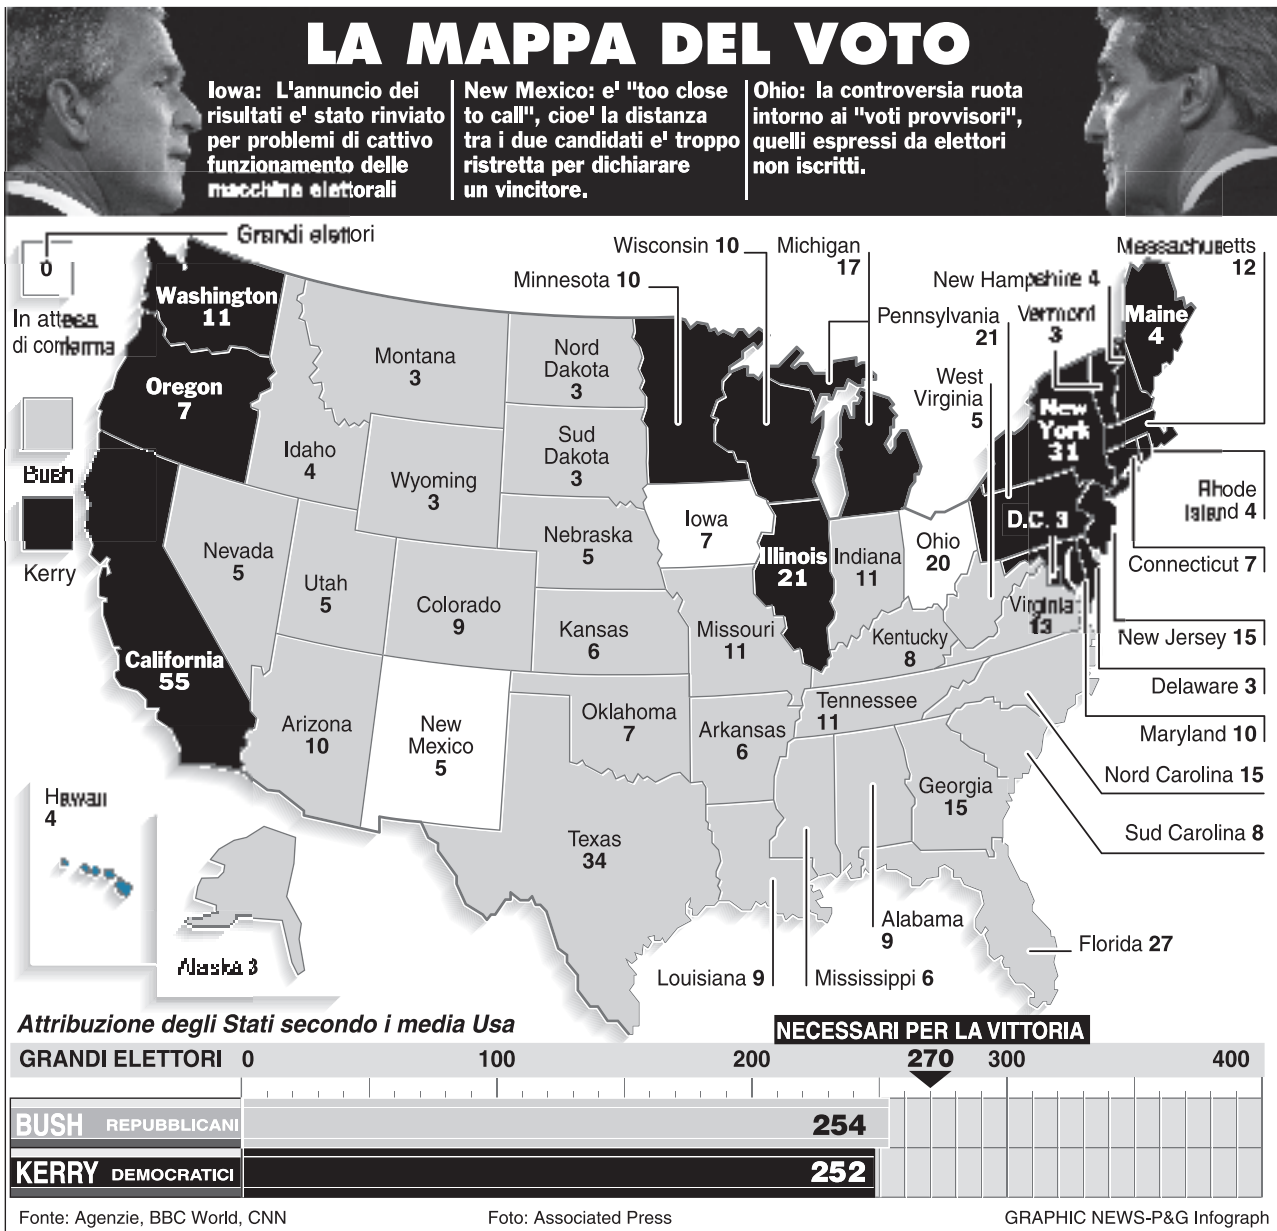 LA MAPPA DEL VOTO
Iowa: L'annuncio dei
risultati e' stato rinviato
per problemi di cattivo
funzionamento delle
macchine elettorali
New Mexico: e' "too close
to call", cioe' la distanza
tra i due candidati e' troppo
ristretta per dichiarare
un vincitore.
Ohio: la controversia ruota
intorno ai "voti provvisori",
quelli espressi da elettori
non iscritti.
Grandi elettori
0
In attesa
di conferma
Bush
Kerry
Washington
11
Oregon
7
California
55
Montana
3
Idaho
4
Wyoming
3
Nevada
5
Utah
5
Colorado
9
Arizona
10
New
Mexico
5
Nord
Dakota
3
Sud
Dakota
3
Nebraska
5
Kansas
6
Oklahoma
7
Texas
34
Minnesota 10
Wisconsin 10
Michigan
17
Iowa
7
Missouri
11
Arkansas
6
Illinois
21
Indiana
11
Ohio
20
Kentucky
8
Tennessee
11
Georgia
15
Massachusetts
12
New Hampshire 4
Pennsylvania
21
Vermont
3
Maine
4
West
Virginia
5
New
York
31
D.C. 3
Virginia
13
Rhode
Island 4
Connecticut 7
New Jersey 15
Delaware 3
Maryland 10
Nord Carolina 15
Sud Carolina 8
Hawaii
4
Alaska 3
Alabama
9
Florida 27
Louisiana 9
Mississippi 6
Attribuzione degli Stati secondo i media Usa
NECESSARI PER LA VITTORIA
GRANDI ELETTORI 0 100 200 270 300 400
BUSH REPUBBLICANI 254
KERRY DEMOCRATICI 252
Fonte: Agenzie, BBC World, CNN
Foto: Associated Press
GRAPHIC NEWS-P&G Infograph